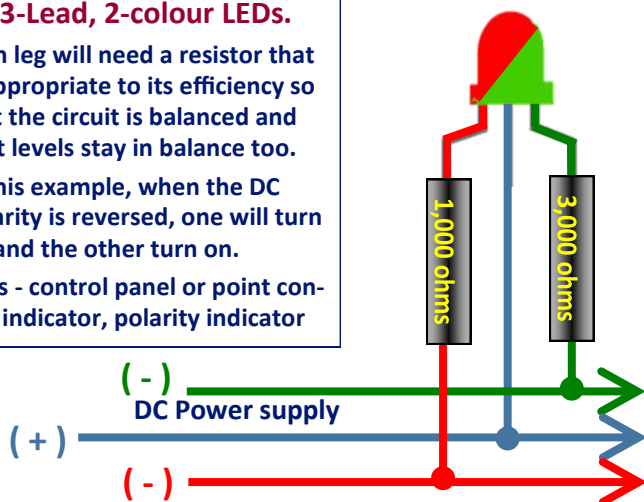 3-Lead, 2-colour LEDs.
n leg will need a resistor that
ppropriate to its efficiency so
t the circuit is balanced and
t levels stay in balance too.
his example, when the DC
arity is reversed, one will turn
and the other turn on.
s - control panel or point con-
indicator, polarity indicator
1,000 ohms
3,000 ohms
( - )
DC Power supply
( + )
( - )